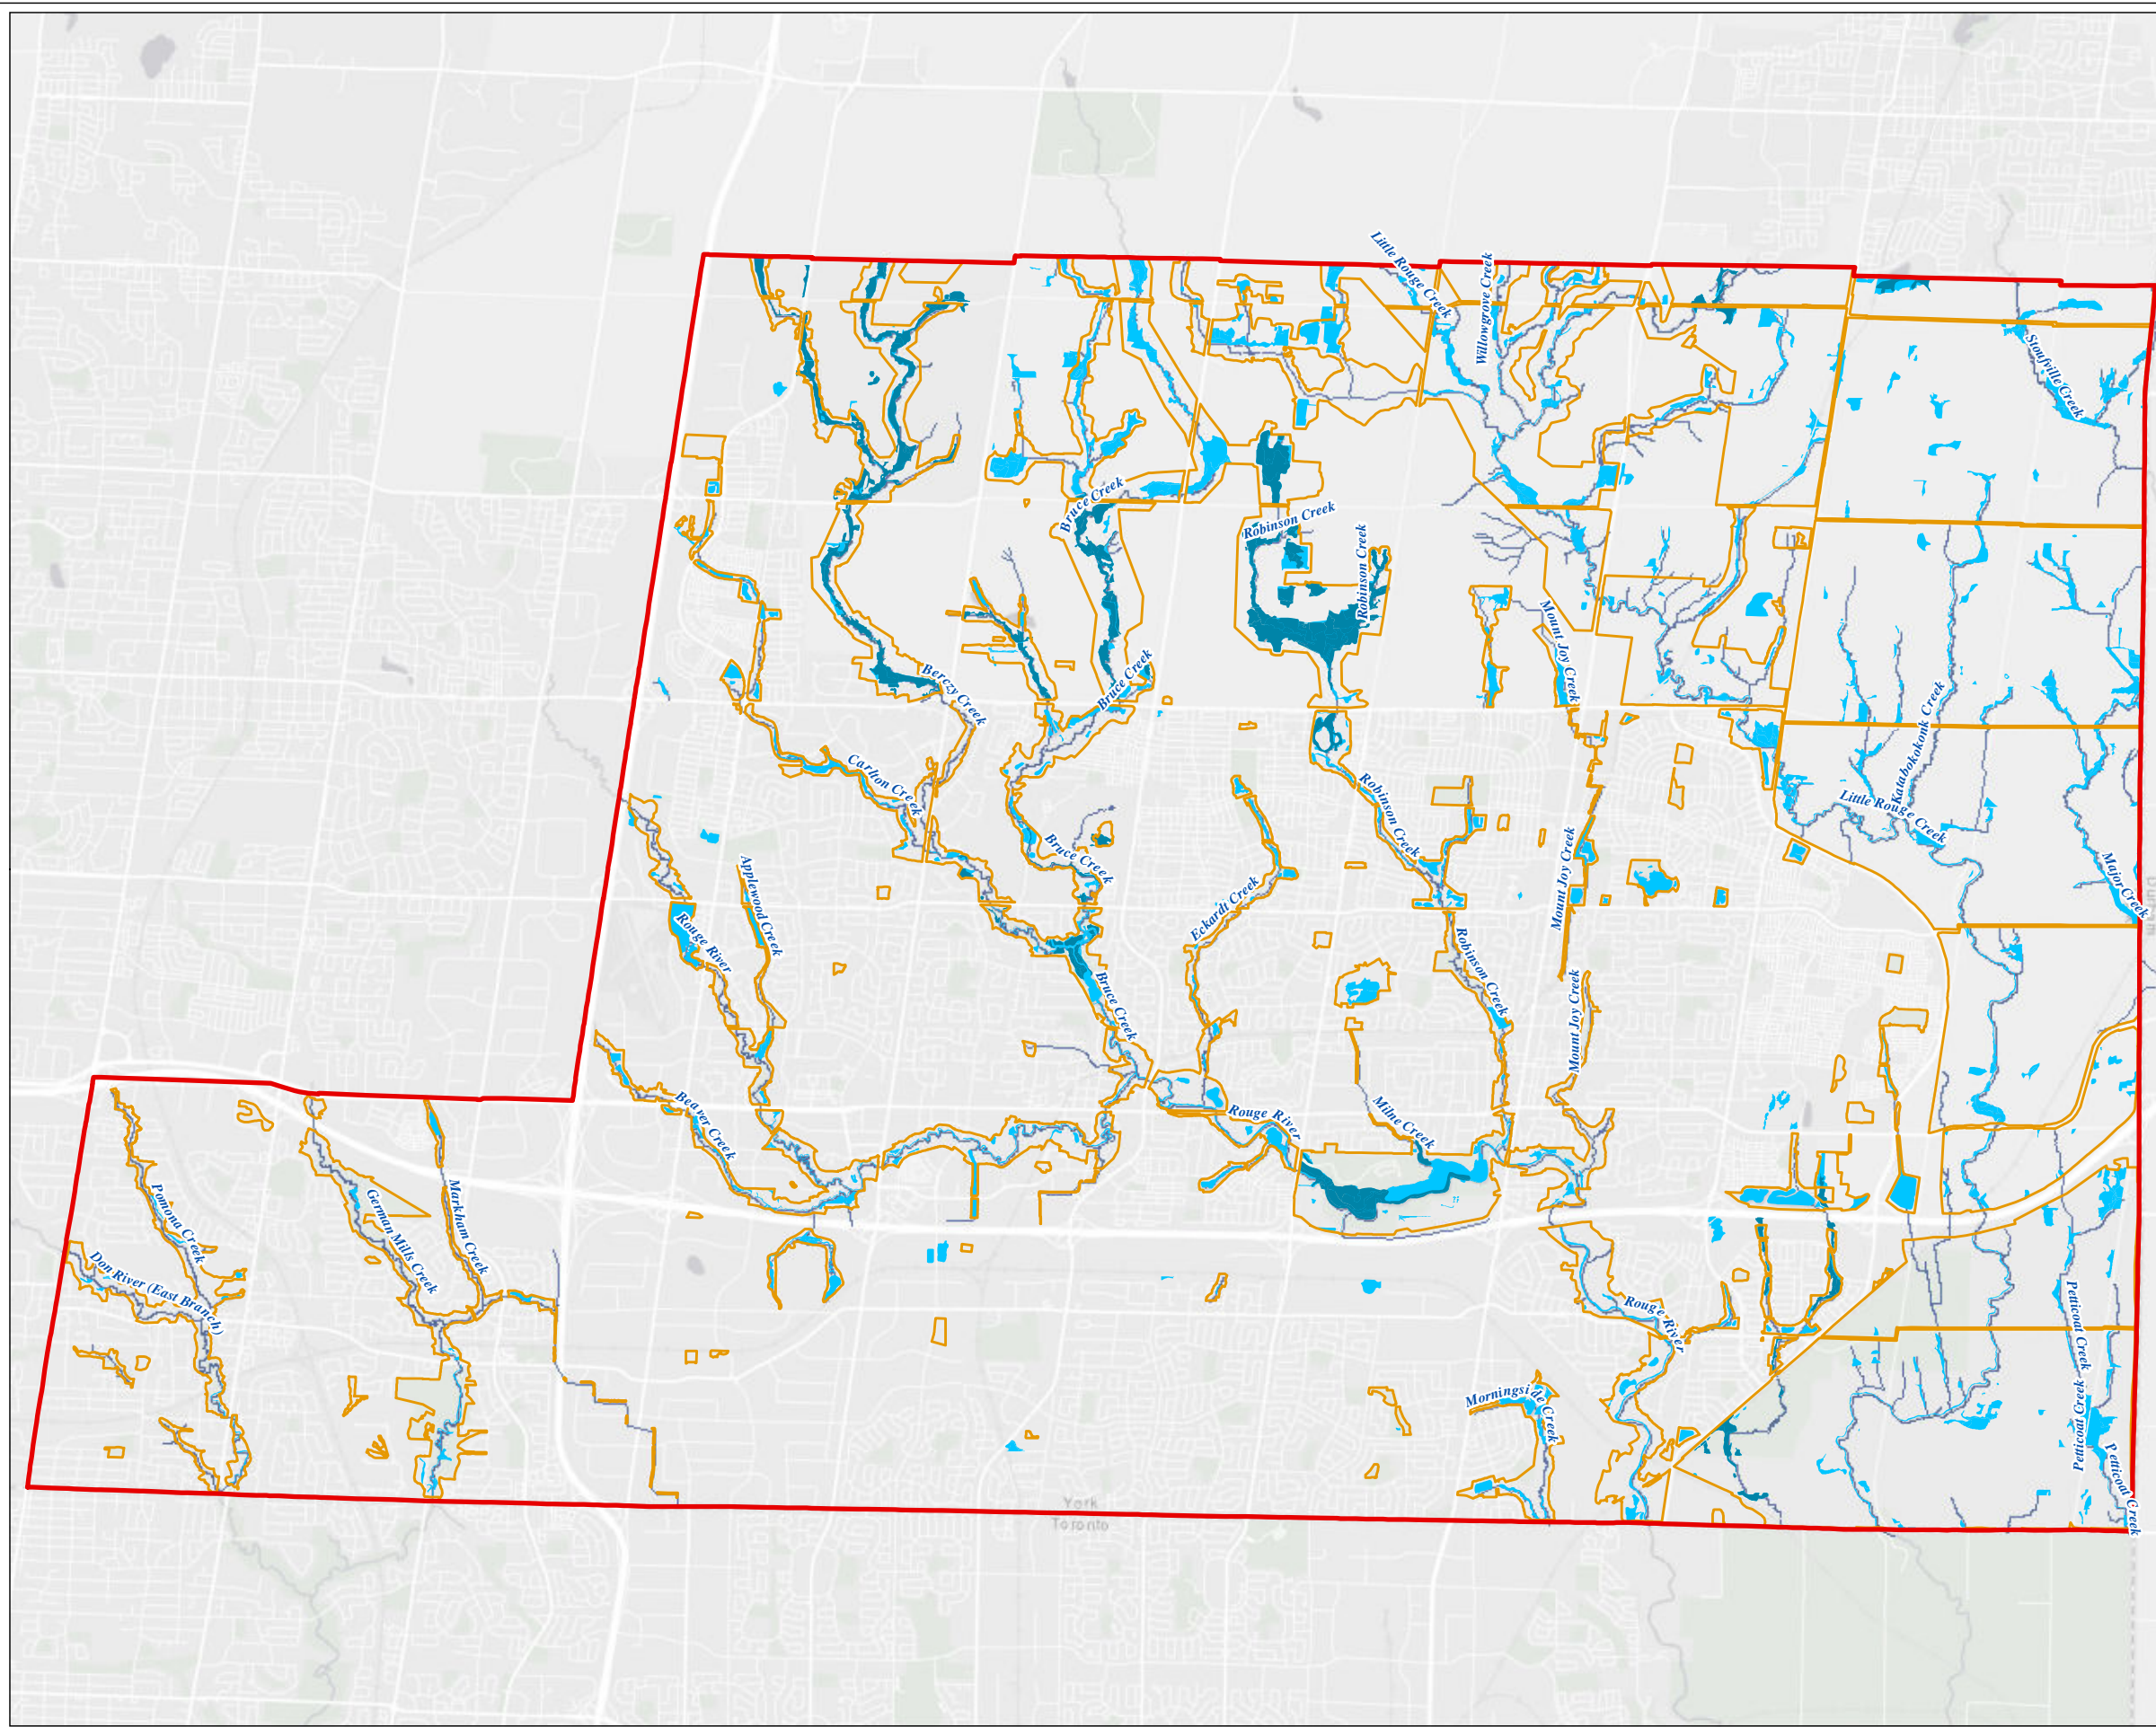 Little Rouge Creek
Willowgrove Creek
Stouffville Creek
Bruce Creek
Robinson Creek
Robinson Creek
Mount Joy Creek
Berczy Creek
Bruce Creek
Carlton Creek
Robinson Creek
Katabokokonk Creek
Little Rouge Creek
Bruce Creek
Applewood Creek
Mount Joy Creek
Eckardt Creek
Major Creek
Durham
Rouge River
Robinson Creek
Bruce Creek
Mount Joy Creek
Beaver Creek
Rouge River
Milne Creek
Pomona Creek
German Mills Creek
Markham Creek
Don River (East Branch)
Rouge River
Petticoat Creek
Morningside Creek
Petticoat Creek
Petticoat Creek
York
Toronto